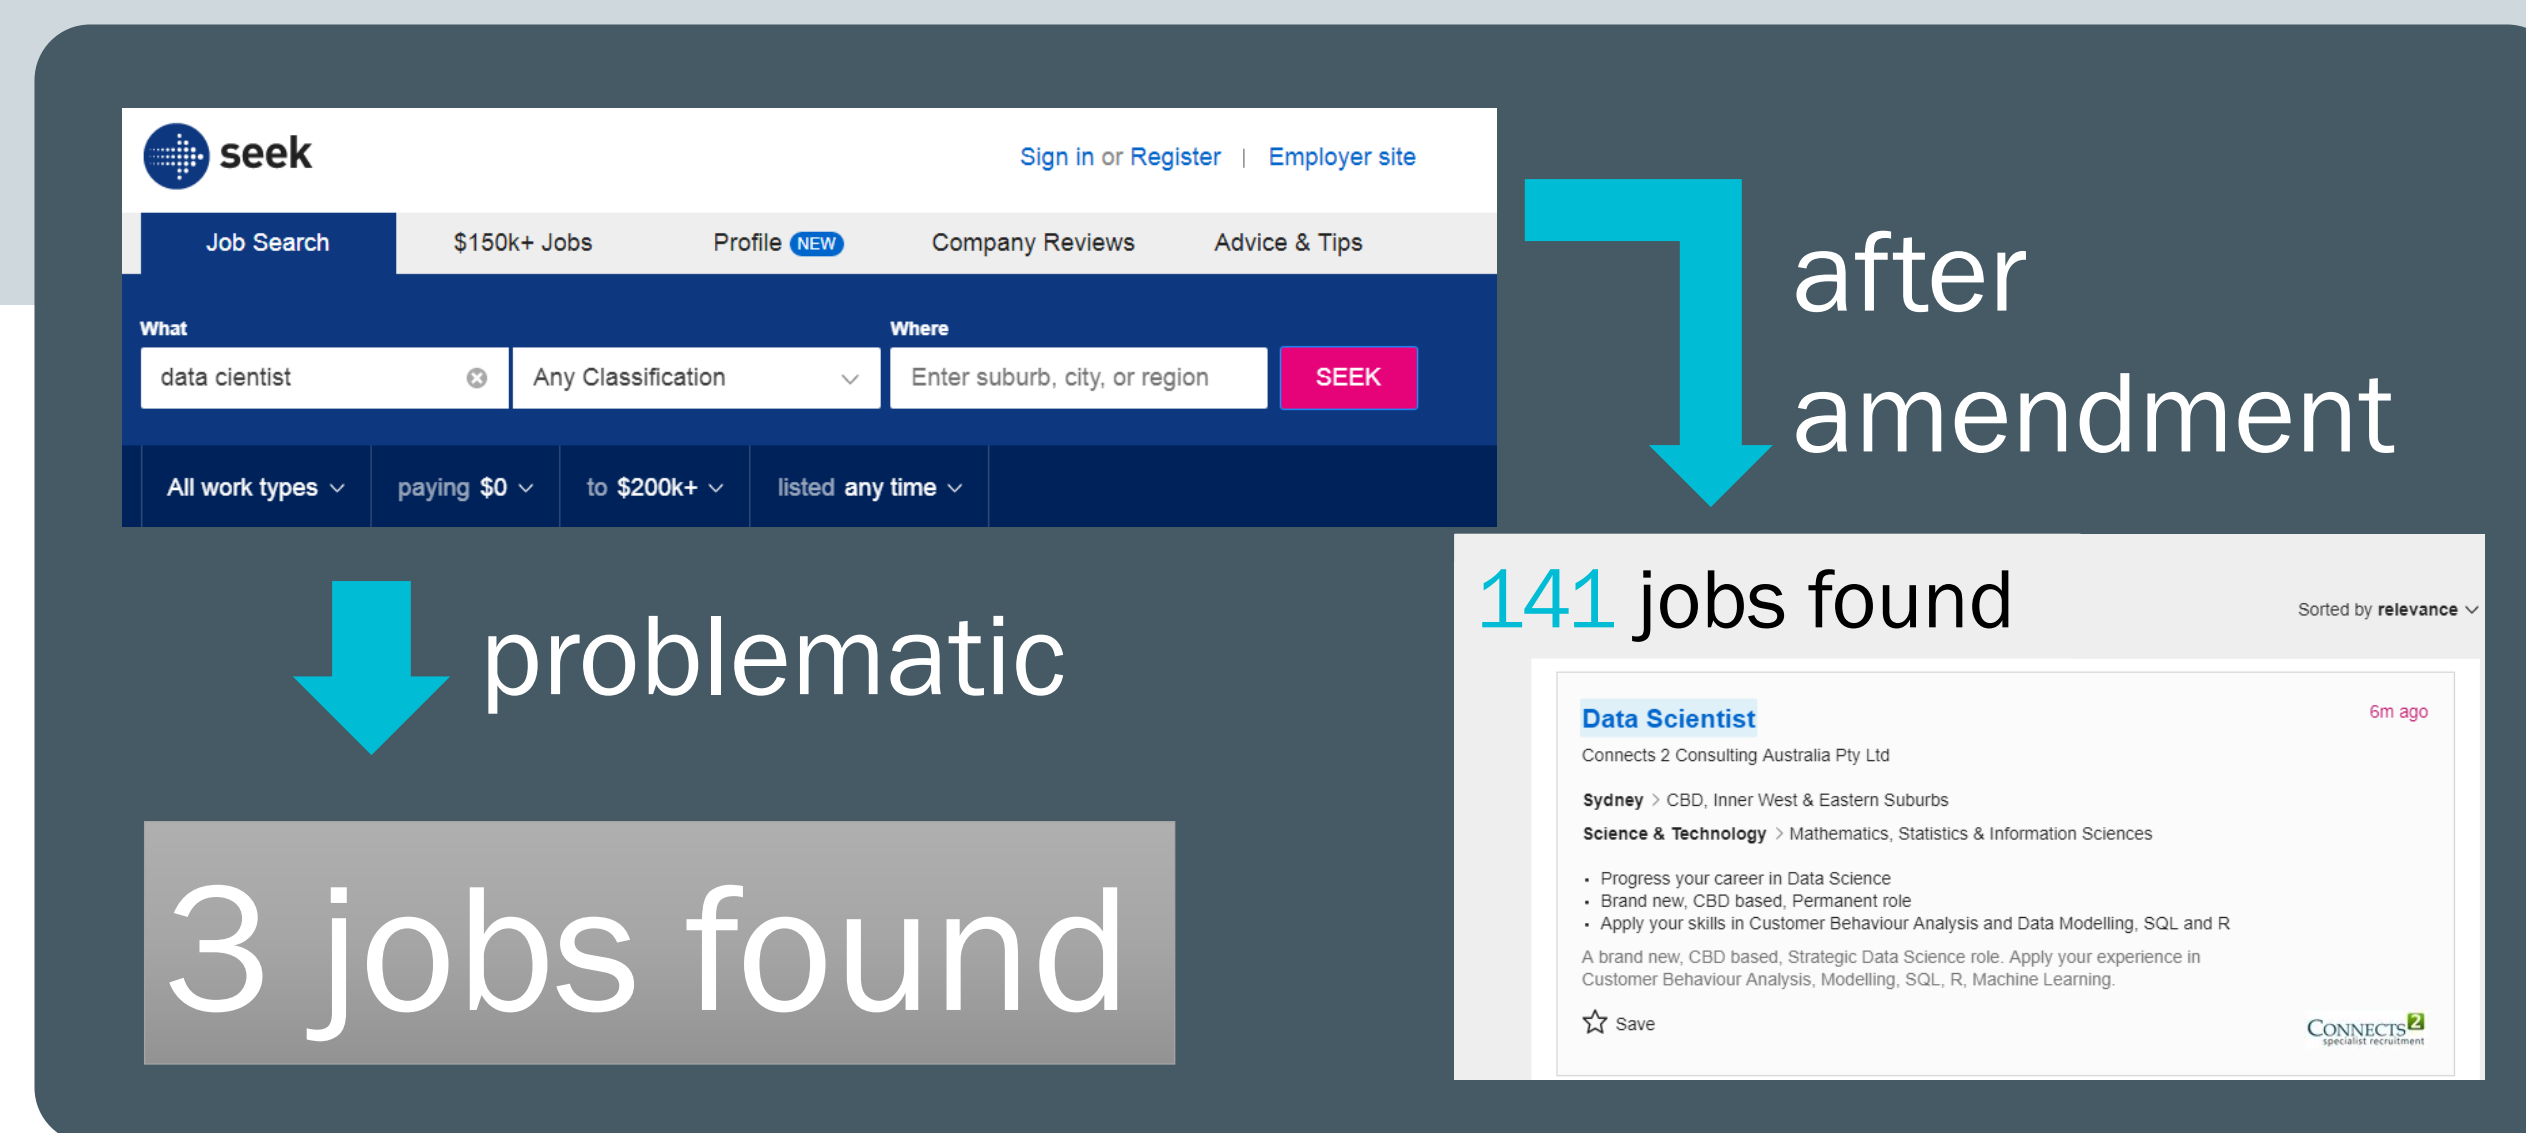 seek
Sign in or Register | Employer site
Job Search $150k+ Jobs Profile NEW Company Reviews Advice & Tips
What Where
data cientist Any Classification Enter suburb, city, or region SEEK
All work types paying $0 to $200k+ listed any time
after
amendment
problematic
3 jobs found
141 jobs found
Sorted by relevance
Data Scientist 6m ago
Connects 2 Consulting Australia Pty Ltd
Sydney > CBD, Inner West & Eastern Suburbs
Science & Technology > Mathematics, Statistics & Information Sciences
• Progress your career in Data Science
• Brand new, CBD based, Permanent role
• Apply your skills in Customer Behaviour Analysis and Data Modelling, SQL and R
A brand new, CBD based, Strategic Data Science role. Apply your experience in
Customer Behaviour Analysis, Modelling, SQL, R, Machine Learning.
Save
CONNECTS 2
specialist recruitment